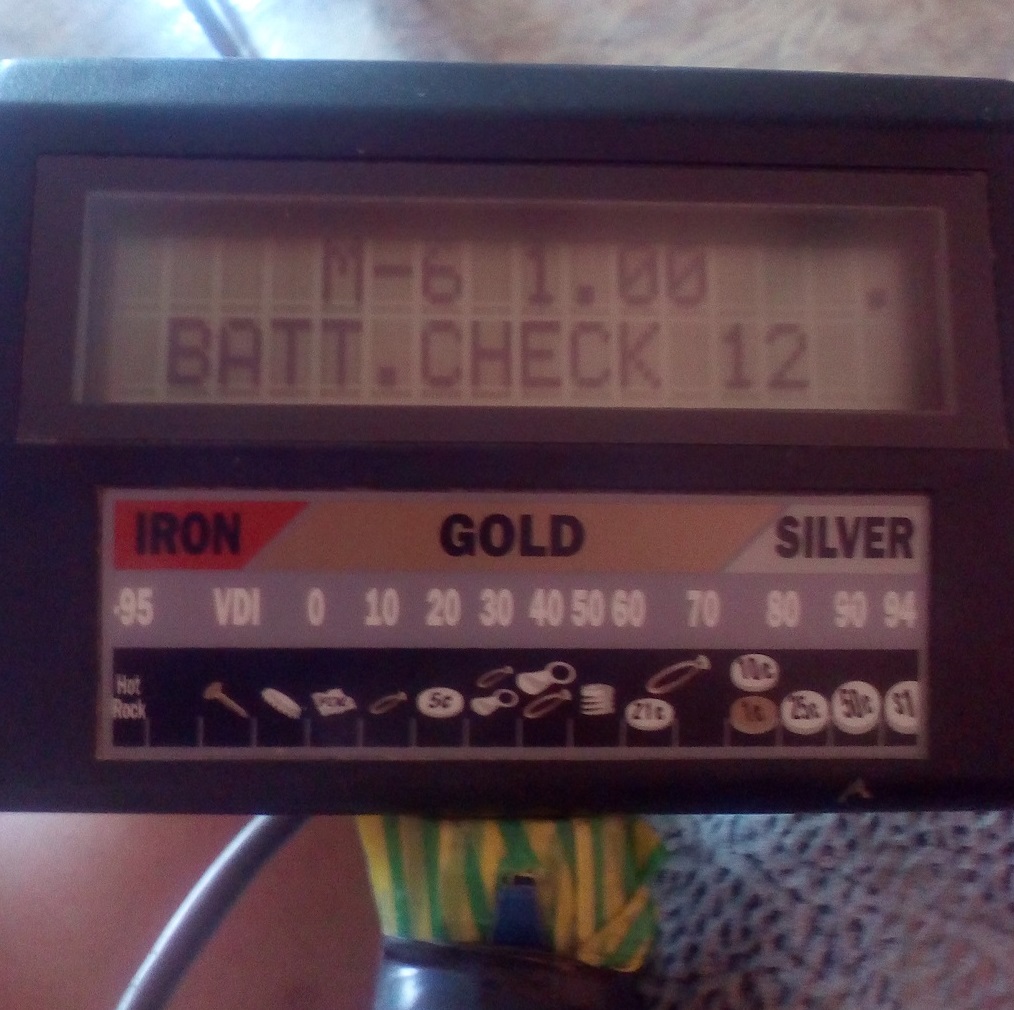 M-6 1.00 .
BATT.CHECK 12
IRON GOLD SILVER
-95 VDI 0 10 20 30 40 50 60 70 80 90 94
Hot
Rock
5¢ 21¢ 10¢ 1¢ 25¢ 50¢ $1